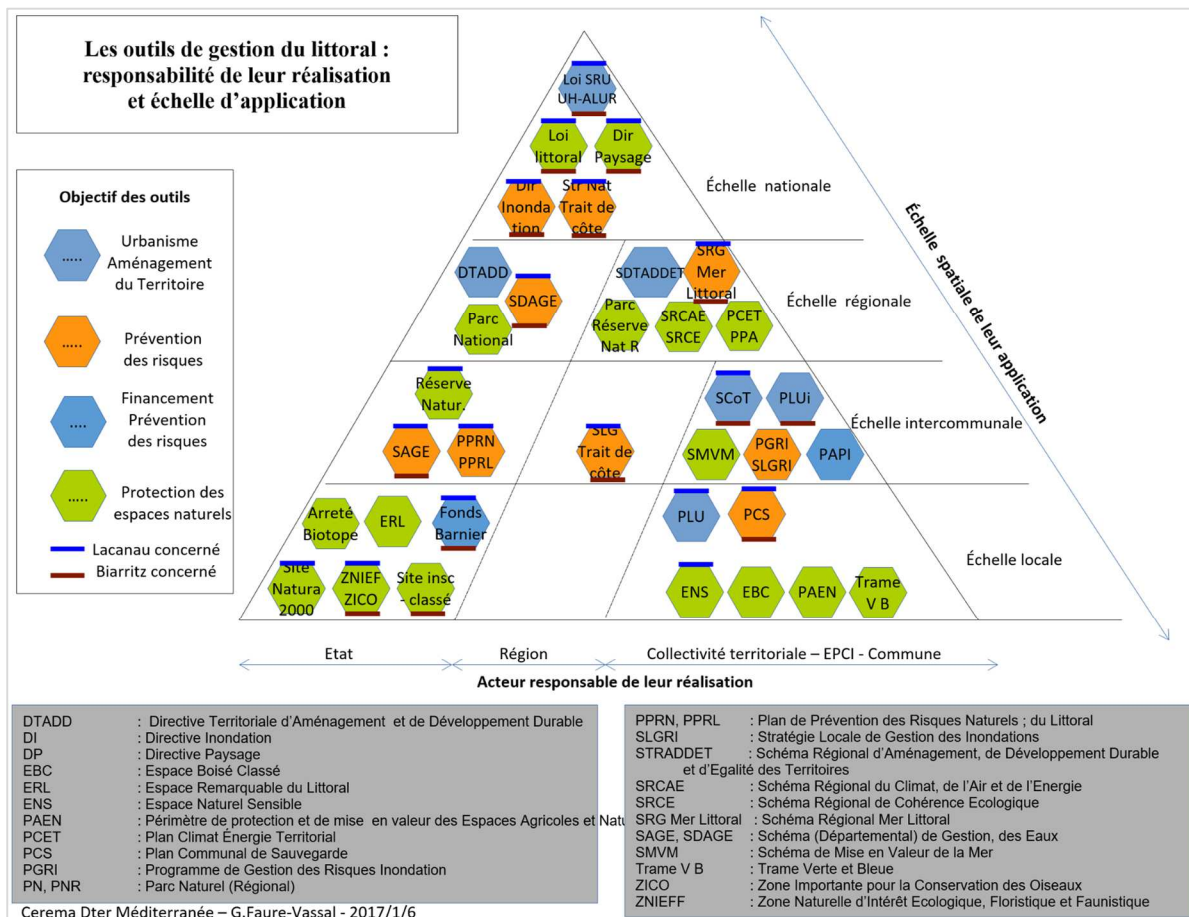 Les outils de gestion du littoral :
responsabilité de leur réalisation
et échelle d'application
Objectif des outils
.....
Urbanisme
Aménagement
du Territoire
.....
Prévention
des risques
....
Financement
Prévention
des risques
.....
Protection des
espaces naturels
Lacanau concerné
Biarritz concerné
Loi SRU
UH-ALUR
Loi
littoral
Dir
Paysage
Dir
Inonda
tion
Str Nat
Trait de
côte
Échelle nationale
DTADD
SDAGE
Parc
National
SDTADDET
SRG
Mer
Littoral
Parc
Réserve
Nat R
SRCAE
SRCE
PCET
PPA
Échelle régionale
Réserve
Natur.
SAGE
PPRN
PPRL
SLG
Trait de
côte
SCoT
PLUi
SMVM
PGRI
SLGRI
PAPI
Échelle intercommunale
Arreté
Biotope
ERL
Fonds
Barnier
Site
Natura
2000
ZNIEF
ZICO
Site insc
- classé
PLU
PCS
ENS
EBC
PAEN
Trame
V B
Échelle locale
Échelle spatiale de leur application
Etat
Région
Collectivité territoriale – EPCI - Commune
Acteur responsable de leur réalisation
DTADD : Directive Territoriale d'Aménagement et de Développement Durable
DI : Directive Inondation
DP : Directive Paysage
EBC : Espace Boisé Classé
ERL : Espace Remarquable du Littoral
ENS : Espace Naturel Sensible
PAEN : Périmètre de protection et de mise en valeur des Espaces Agricoles et Natu
PCET : Plan Climat Énergie Territorial
PCS : Plan Communal de Sauvegarde
PGRI : Programme de Gestion des Risques Inondation
PN, PNR : Parc Naturel (Régional)
PPRN, PPRL : Plan de Prévention des Risques Naturels ; du Littoral
SLGRI : Stratégie Locale de Gestion des Inondations
STRADDET : Schéma Régional d'Aménagement, de Développement Durable
et d'Egalité des Territoires
SRCAE : Schéma Régional du Climat, de l'Air et de l'Energie
SRCE : Schéma Régional de Cohérence Ecologique
SRG Mer Littoral : Schéma Régional Mer Littoral
SAGE, SDAGE : Schéma (Départemental) de Gestion, des Eaux
SMVM : Schéma de Mise en Valeur de la Mer
Trame V B : Trame Verte et Bleue
ZICO : Zone Importante pour la Conservation des Oiseaux
ZNIEFF : Zone Naturelle d'Intérêt Ecologique, Floristique et Faunistique
Cerema Dter Méditerranée – G.Faure-Vassal - 2017/1/6